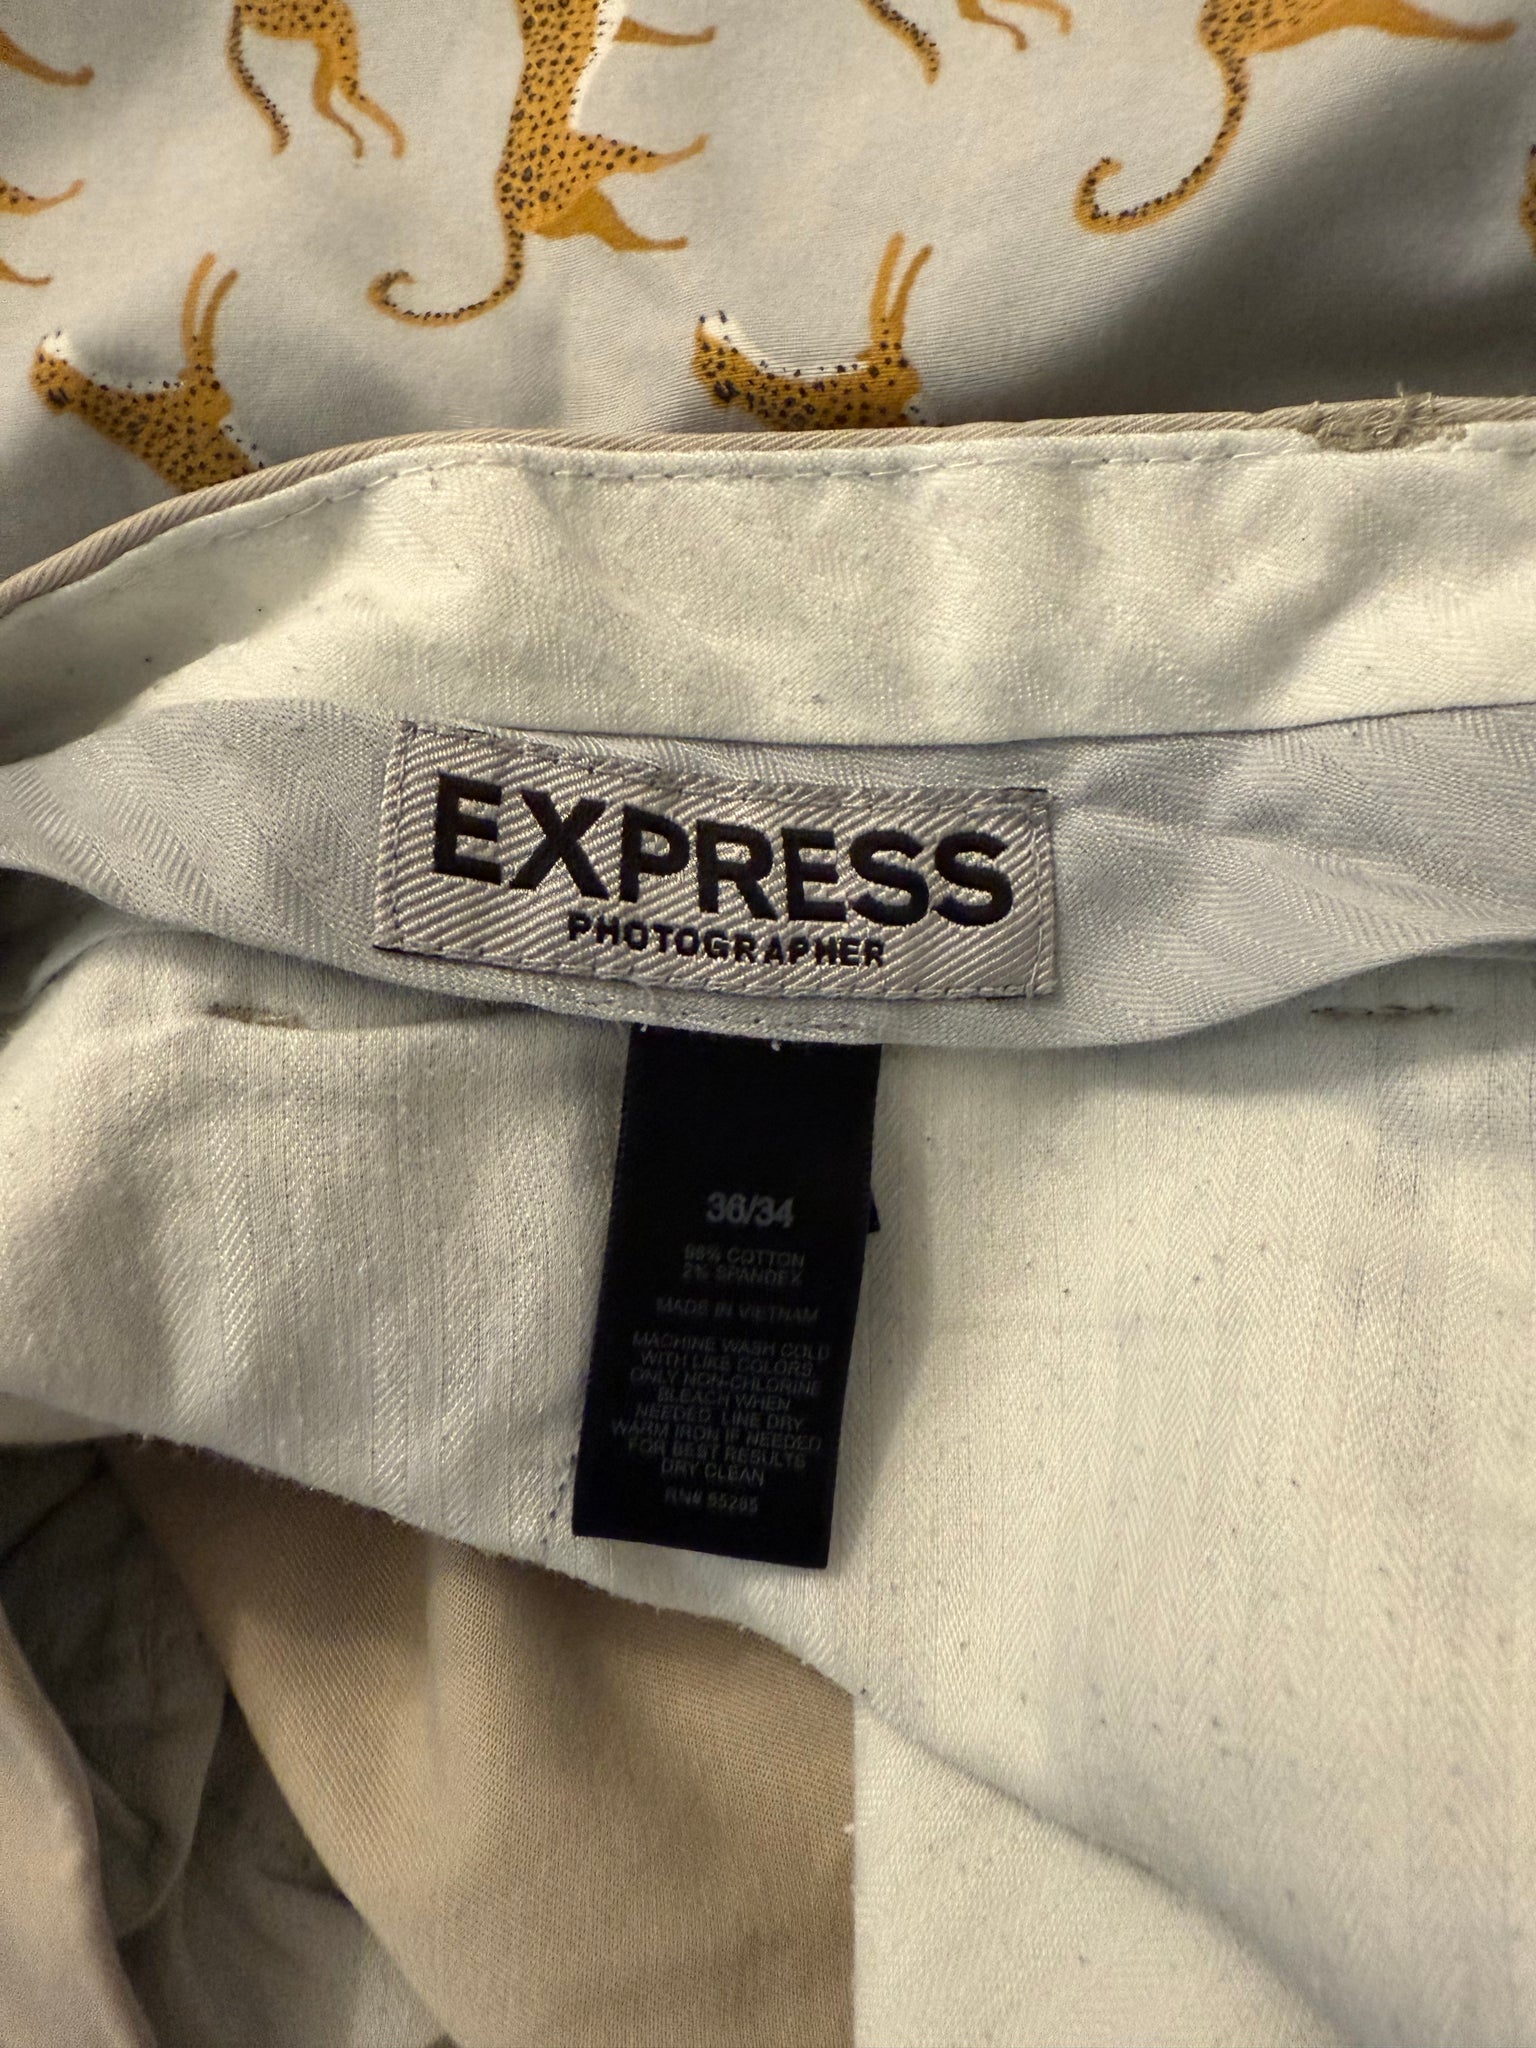 EXPRESS
PHOTOGRAPHER
36/34
98% COTTON
2% SPANDEX
MADE IN VIETNAM
MACHINE WASH COLD
WITH LIKE COLORS
ONLY NON-CHLORINE
BLEACH WHEN
NEEDED LINE DRY
WARM IRON IF NEEDED
FOR BEST RESULTS
DRY CLEAN
RN# 55285